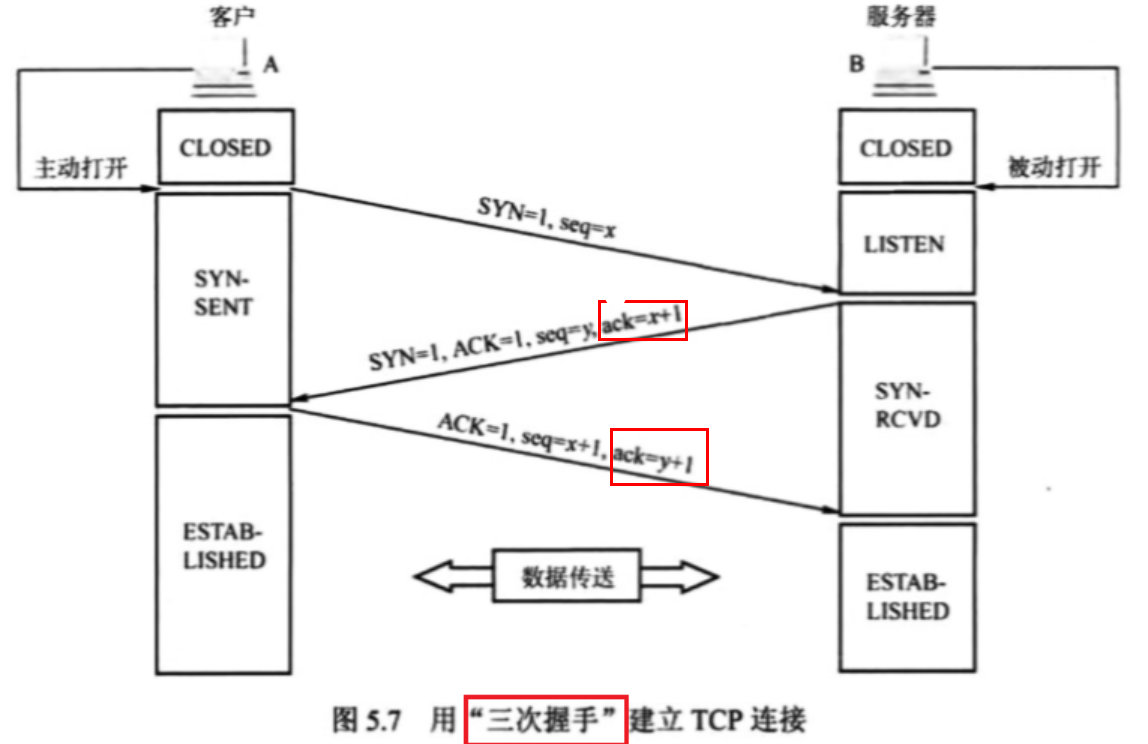 客户
服务器
A
B
CLOSED
CLOSED
主动打开
被动打开
SYN=1, seq=x
LISTEN
SYN-
SENT
SYN=1, ACK=1, seq=y, ack=x+1
SYN-
RCVD
ACK=1, seq=x+1, ack=y+1
ESTAB-
LISHED
数据传送
ESTAB-
LISHED
图 5.7 用“三次握手”建立 TCP 连接